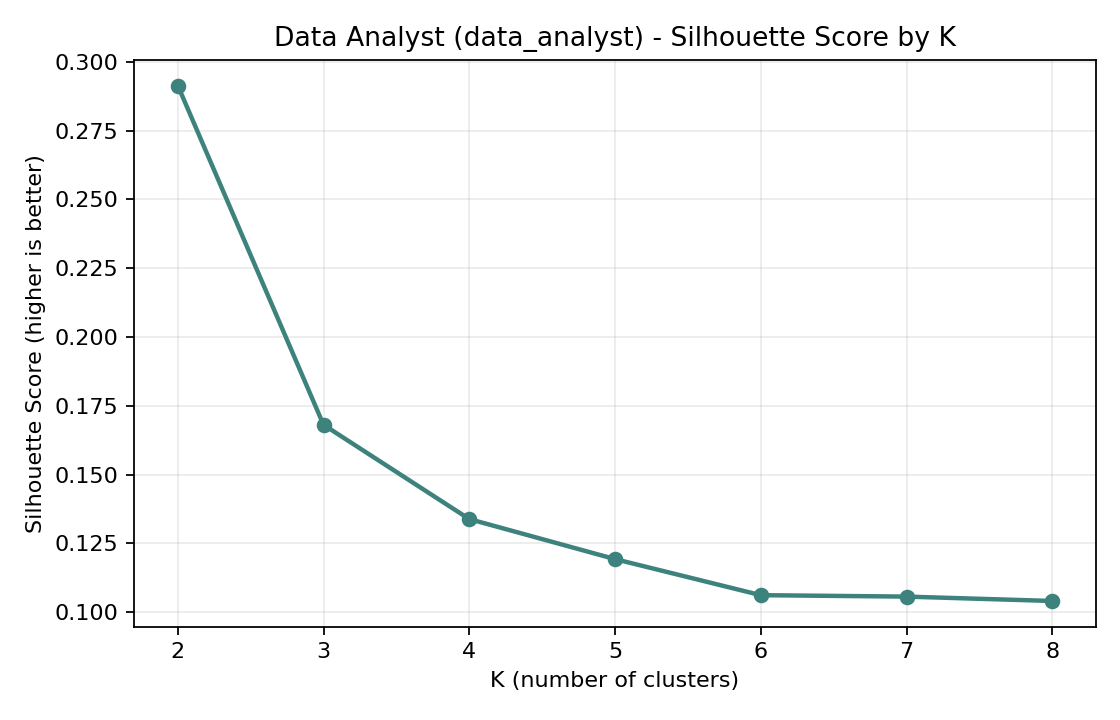 Data Analyst (data_analyst) - Silhouette Score by K
Silhouette Score (higher is better)
0.300
0.275
0.250
0.225
0.200
0.175
0.150
0.125
0.100
2 3 4 5 6 7 8
K (number of clusters)